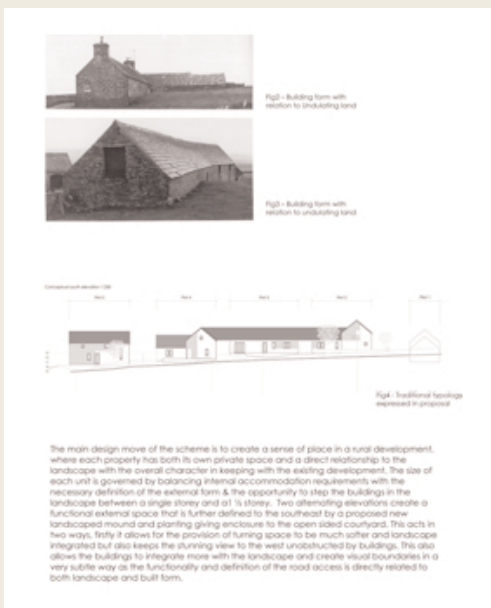 Fig2 - Building form with
relation to Undulating land
Fig3 - Building form with
relation to undulating land
Conceptual south elevation 1:200
Plot 1
Fig4 - Traditional typology
expressed in proposal
The main design move of the scheme is to create a sense of place in a rural development,
where each property has both its own private space and a direct relationship to the
landscape with the overall character in keeping with the existing development. The size of
each unit is governed by balancing internal accommodation requirements with the
necessary definition of the external form & the opportunity to step the buildings in the
landscape between a single storey and a1 ½ storey. Two alternating elevations create a
functional external space that is further defined to the southeast by a proposed new
landscaped mound and planting giving enclosure to the open sided courtyard. This acts in
two ways, firstly it allows for the provision of turning space to be much softer and landscape
integrated but also keeps the stunning view to the west unobstructed by buildings. This also
allows the buildings to integrate more with the landscape and create visual boundaries in a
very subtle way as the functionality and definition of the road access is directly related to
both landscape and built form.